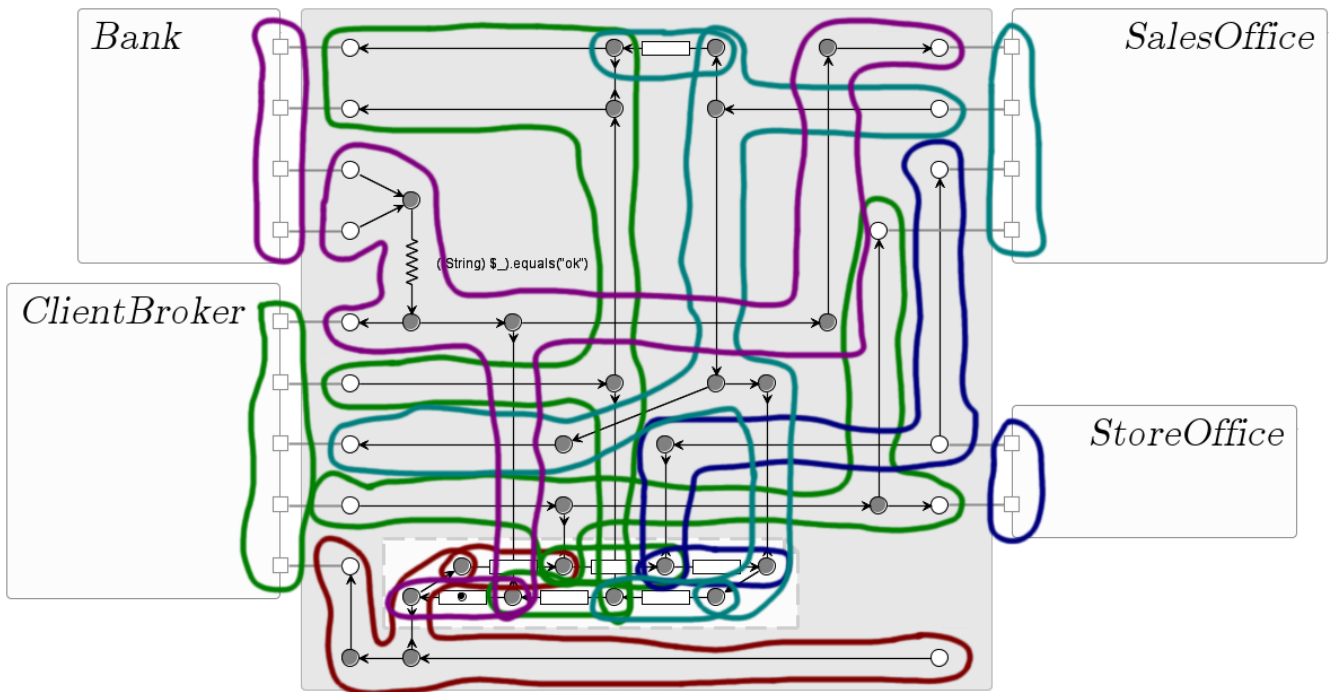 Bank
SalesOffice
((String) $_).equals("ok")
ClientBroker
StoreOffice